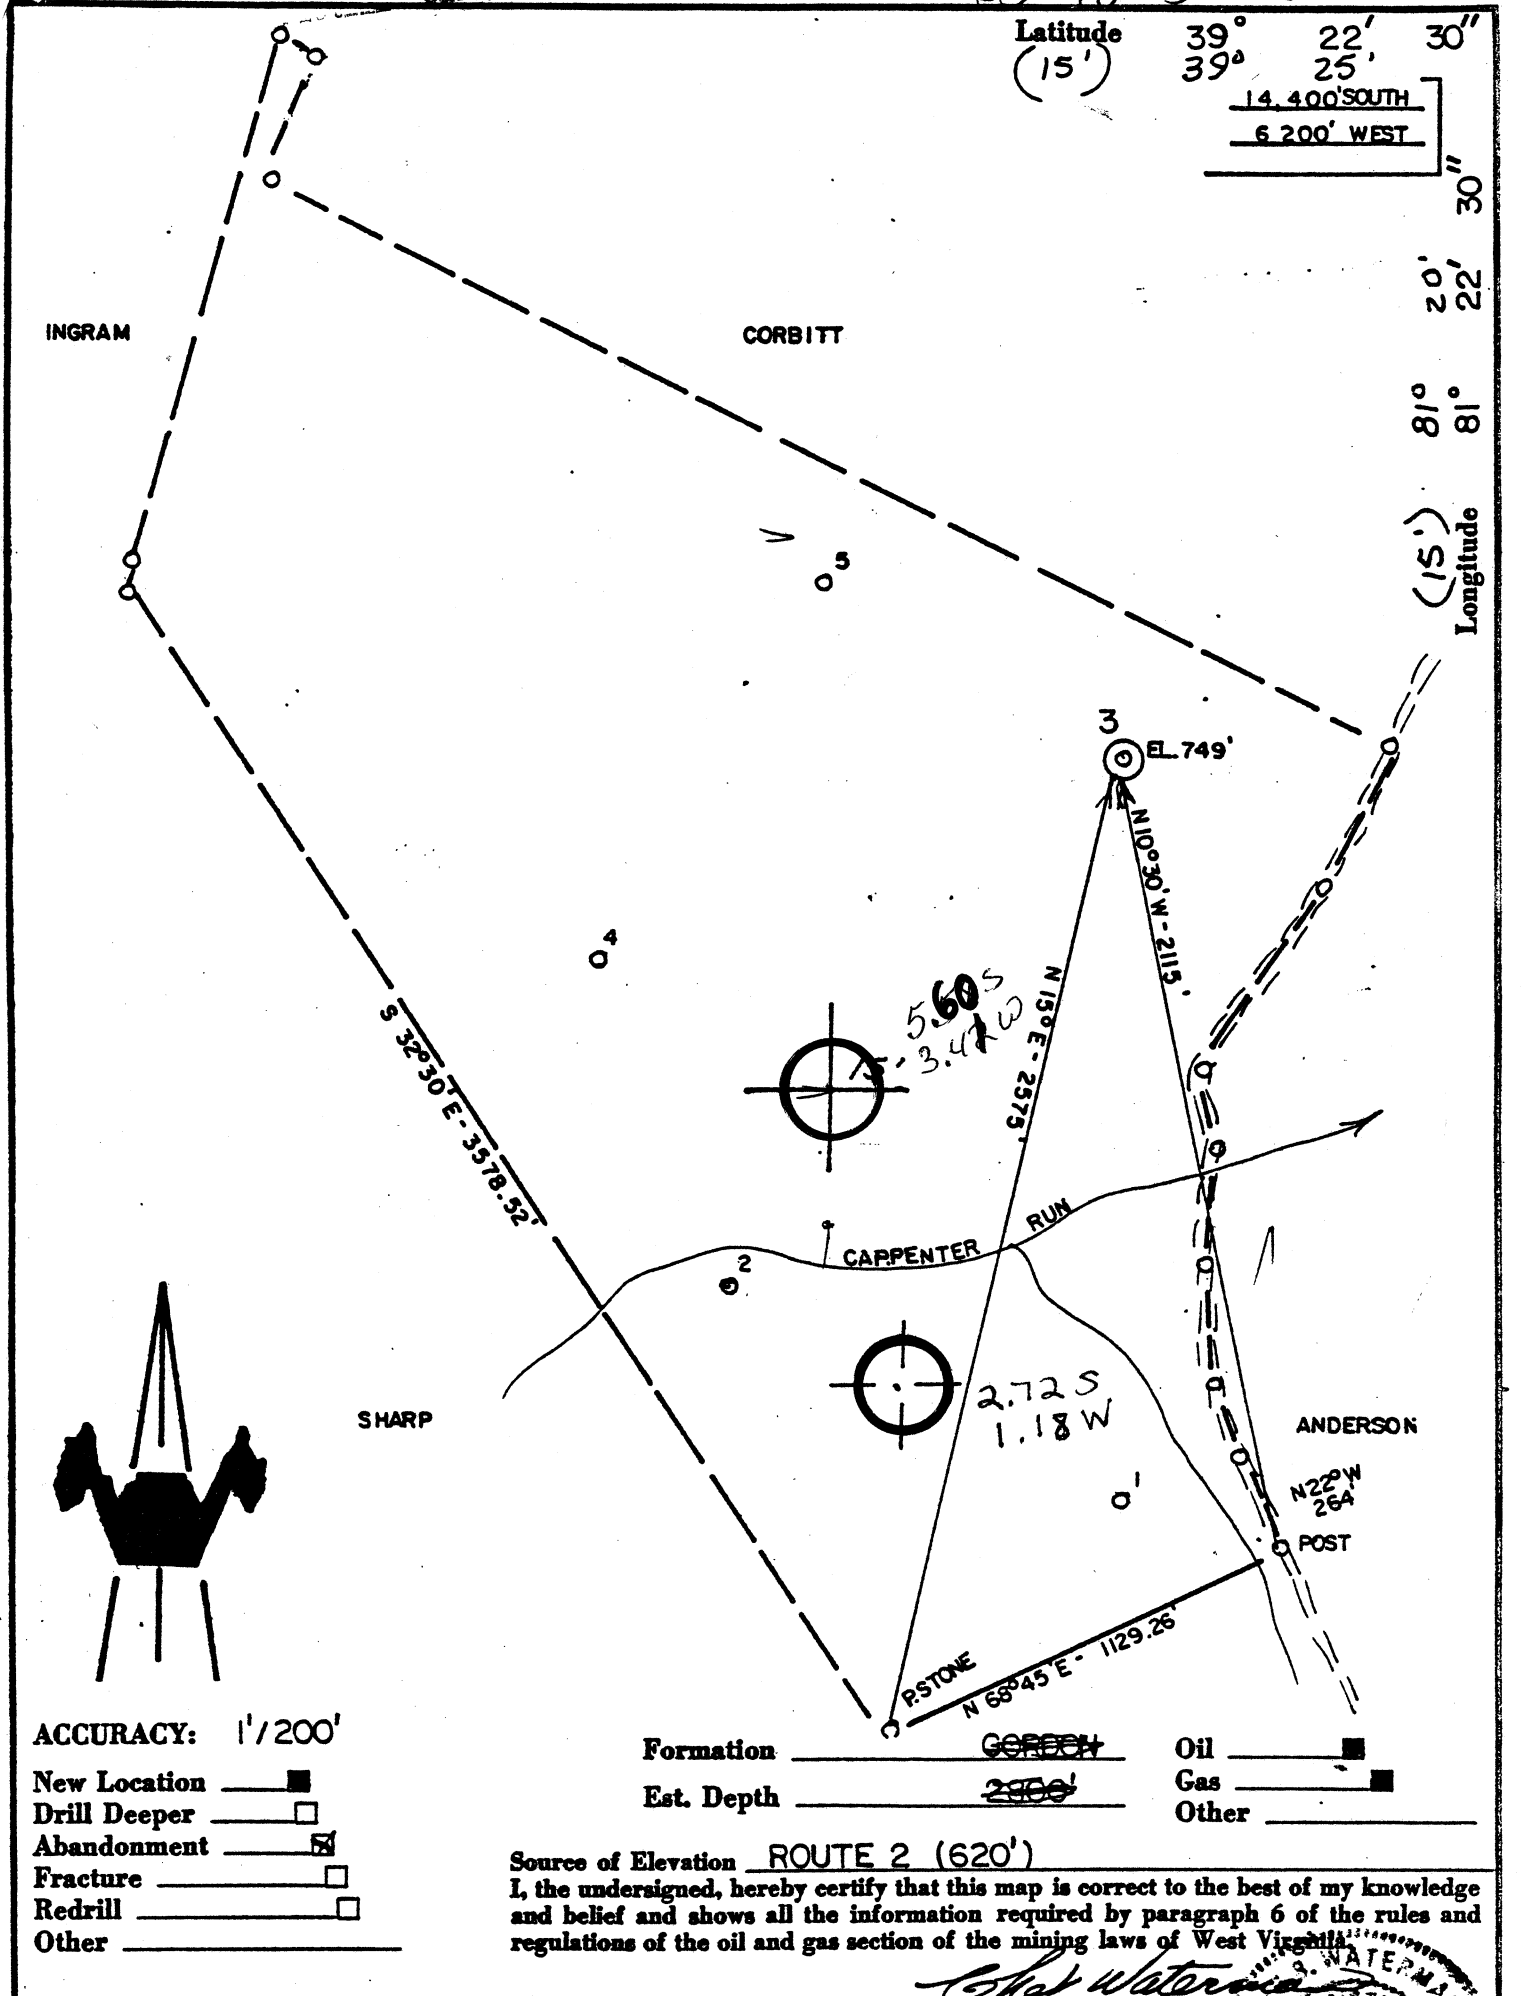 Latitude 39° 22' 30"
(15') 39° 25'
14,400' SOUTH
6 200' WEST
Longitude 81° 22' 30"
(15') 81° 20'
INGRAM
CORBITT
5
3
EL. 749'
N 10°30' W - 2115'
4
5.60 S
3.42 W
N 15° E - 2575'
S 32°30' E - 3578.52'
RUN
CARPENTER
2
2.72 S
1.18 W
SHARP
ANDERSON
1
N 22° W
264'
POST
P.STONE
N 68°45' E - 1129.26'
ACCURACY: 1'/200'
New Location
Drill Deeper
Abandonment
Fracture
Redrill
Other
Formation GORDON
Est. Depth 2800'
Oil
Gas
Other
Source of Elevation ROUTE 2 (620')
I, the undersigned, hereby certify that this map is correct to the best of my knowledge
and belief and shows all the information required by paragraph 6 of the rules and
regulations of the oil and gas section of the mining laws of West Virginia.
Waterman